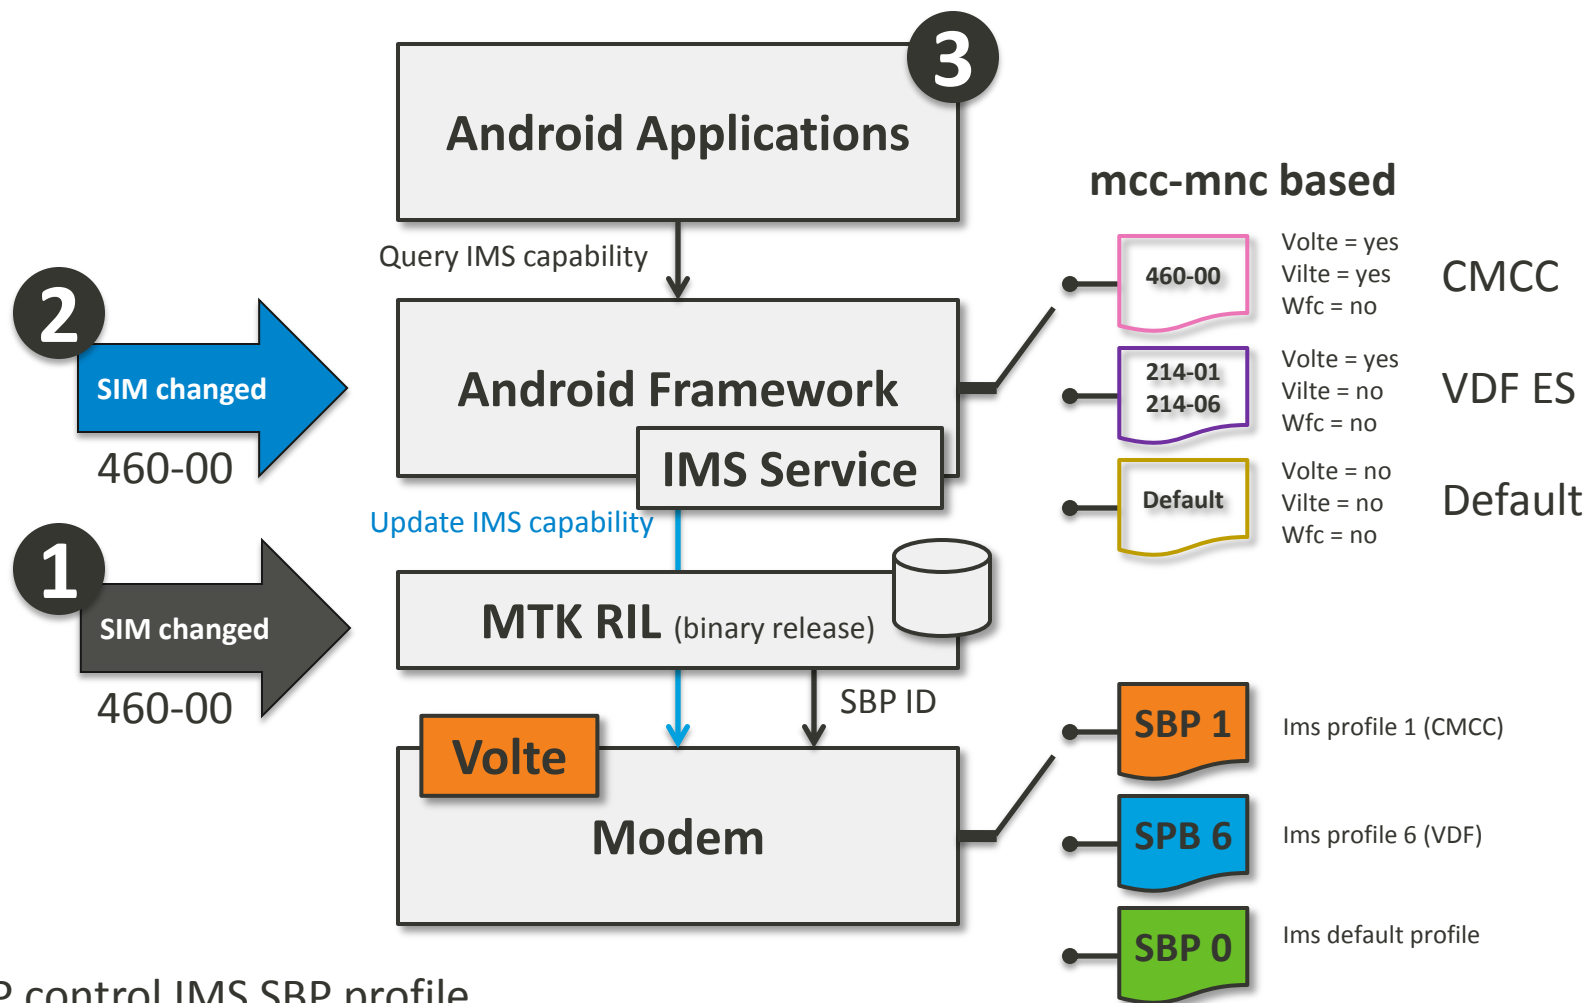 3
Android Applications
mcc-mnc based
Query IMS capability
460-00
Volte = yes
Vilte = yes
Wfc = no
CMCC
2
SIM changed
460-00
Android Framework
IMS Service
214-01
214-06
Volte = yes
Vilte = no
Wfc = no
VDF ES
Default
Volte = no
Vilte = no
Wfc = no
Default
Update IMS capability
1
SIM changed
460-00
MTK RIL (binary release)
SBP ID
Volte
Modem
SBP 1
Ims profile 1 (CMCC)
SPB 6
Ims profile 6 (VDF)
SBP 0
Ims default profile
P control IMS SBP profile